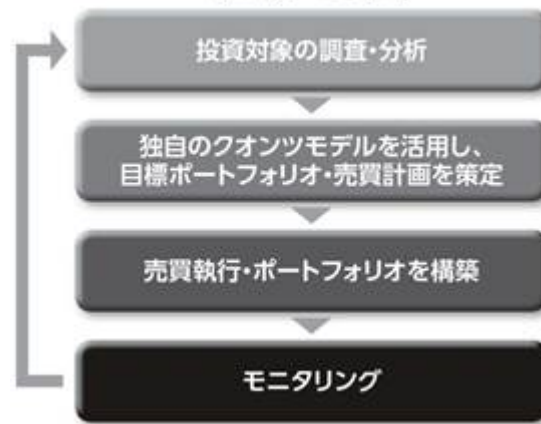 投資対象の調査・分析
独自のクオンツモデルを活用し、
目標ポートフォリオ・売買計画を策定
売買執行・ポートフォリオを構築
モニタリング